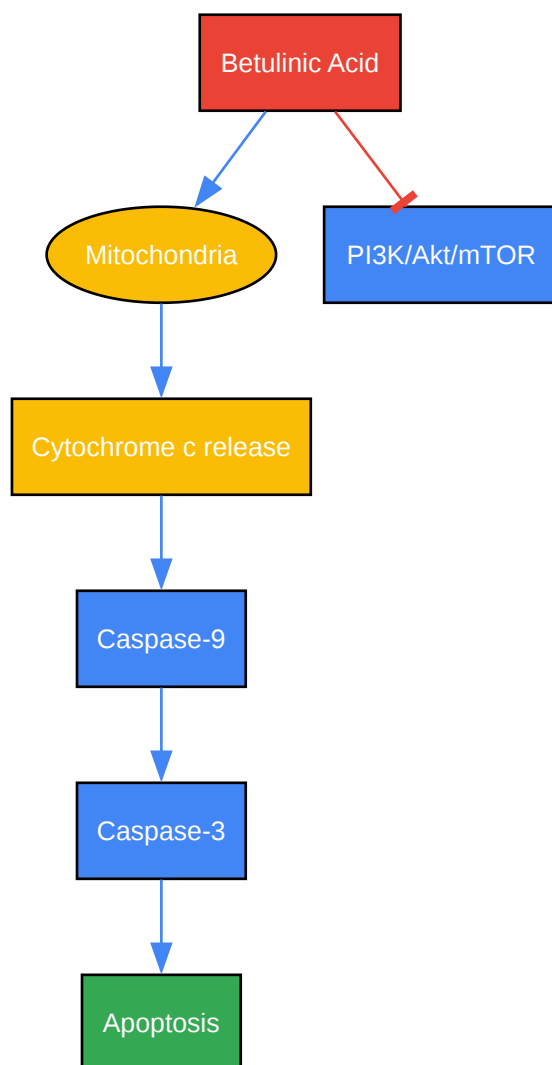 Betulinic Acid
Mitochondria
PI3K/Akt/mTOR
Cytochrome c release
Caspase-9
Caspase-3
Apoptosis